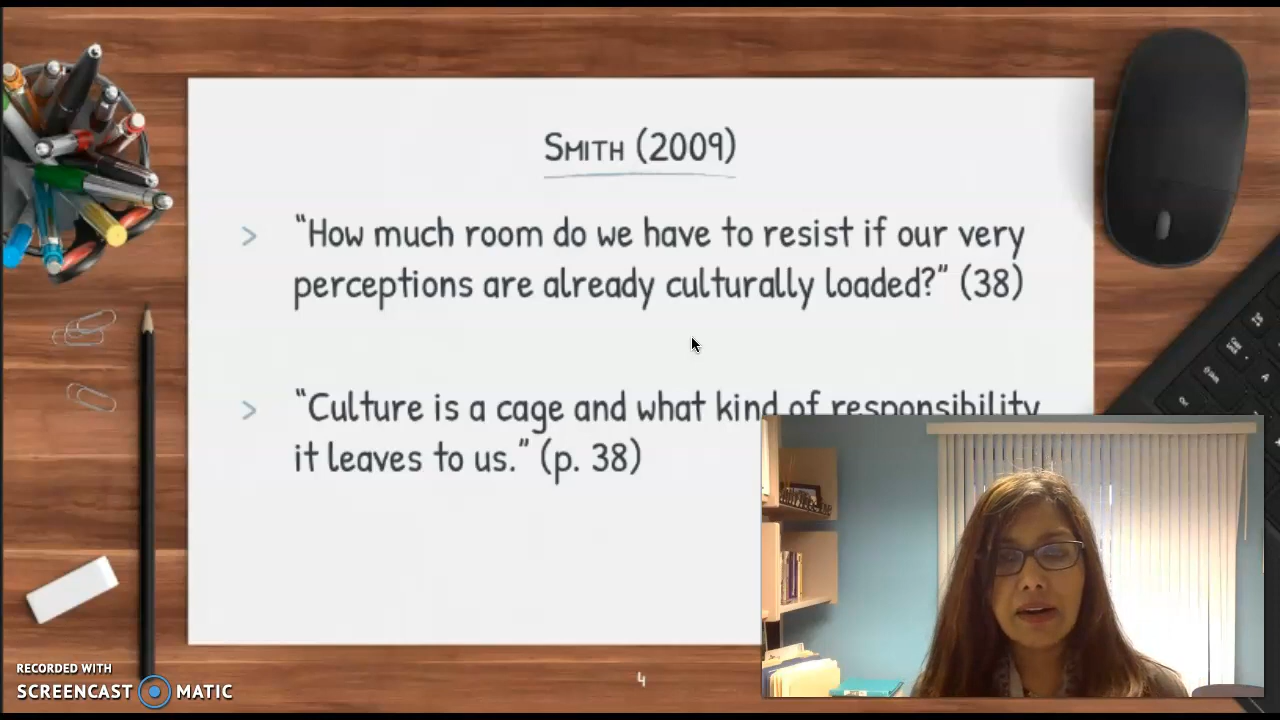 SMITH (2009)
> "How much room do we have to resist if our very
perceptions are already culturally loaded?" (38)
> "Culture is a cage and what kind of responsibility
it leaves to us." (p. 38)
4
RECORDED WITH
SCREENCAST MATIC